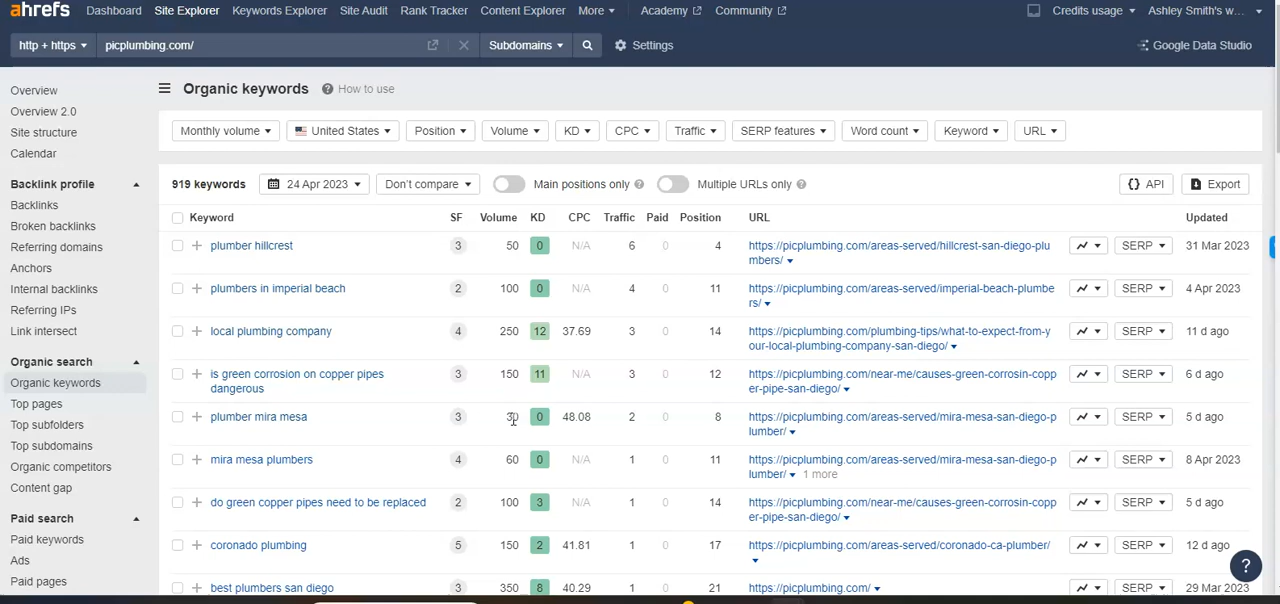 ahrefs Dashboard Site Explorer Keywords Explorer Site Audit Rank Tracker Content Explorer More Academy Community Credits usage Ashley Smith's w...
http + https picplumbing.com/ Subdomains Settings Google Data Studio
Overview
Overview 2.0
Site structure
Calendar
Backlink profile
Backlinks
Broken backlinks
Referring domains
Anchors
Internal backlinks
Referring IPs
Link intersect
Organic search
Organic keywords
Top pages
Top subfolders
Top subdomains
Organic competitors
Content gap
Paid search
Paid keywords
Ads
Paid pages
Organic keywords ? How to use
Monthly volume United States Position Volume KD CPC Traffic SERP features Word count Keyword URL
919 keywords 24 Apr 2023 Don't compare Main positions only ? Multiple URLs only ? {} API Export
Keyword SF Volume KD CPC Traffic Paid Position URL Updated
+ plumber hillcrest 3 50 0 N/A 6 0 4 https://picplumbing.com/areas-served/hillcrest-san-diego-plu SERP 31 Mar 2023
mbers/
+ plumbers in imperial beach 2 100 0 N/A 4 0 11 https://picplumbing.com/areas-served/imperial-beach-plumbe SERP 4 Apr 2023
rs/
+ local plumbing company 4 250 12 37.69 3 0 14 https://picplumbing.com/plumbing-tips/what-to-expect-from-y SERP 11 d ago
our-local-plumbing-company-san-diego/
+ is green corrosion on copper pipes 3 150 11 N/A 3 0 12 https://picplumbing.com/near-me/causes-green-corrosin-copp SERP 6 d ago
dangerous er-pipe-san-diego/
+ plumber mira mesa 3 30 0 48.08 2 0 8 https://picplumbing.com/areas-served/mira-mesa-san-diego-p SERP 5 d ago
lumber/
+ mira mesa plumbers 4 60 0 N/A 1 0 11 https://picplumbing.com/areas-served/mira-mesa-san-diego-p SERP 8 Apr 2023
lumber/ 1 more
+ do green copper pipes need to be replaced 2 100 3 N/A 1 0 14 https://picplumbing.com/near-me/causes-green-corrosin-copp SERP 5 d ago
er-pipe-san-diego/
+ coronado plumbing 5 150 2 41.81 1 0 17 https://picplumbing.com/areas-served/coronado-ca-plumber/ SERP 12 d ago
+ best plumbers san diego 3 350 8 40.29 1 0 21 https://picplumbing.com/ SERP 29 Mar 2023
?